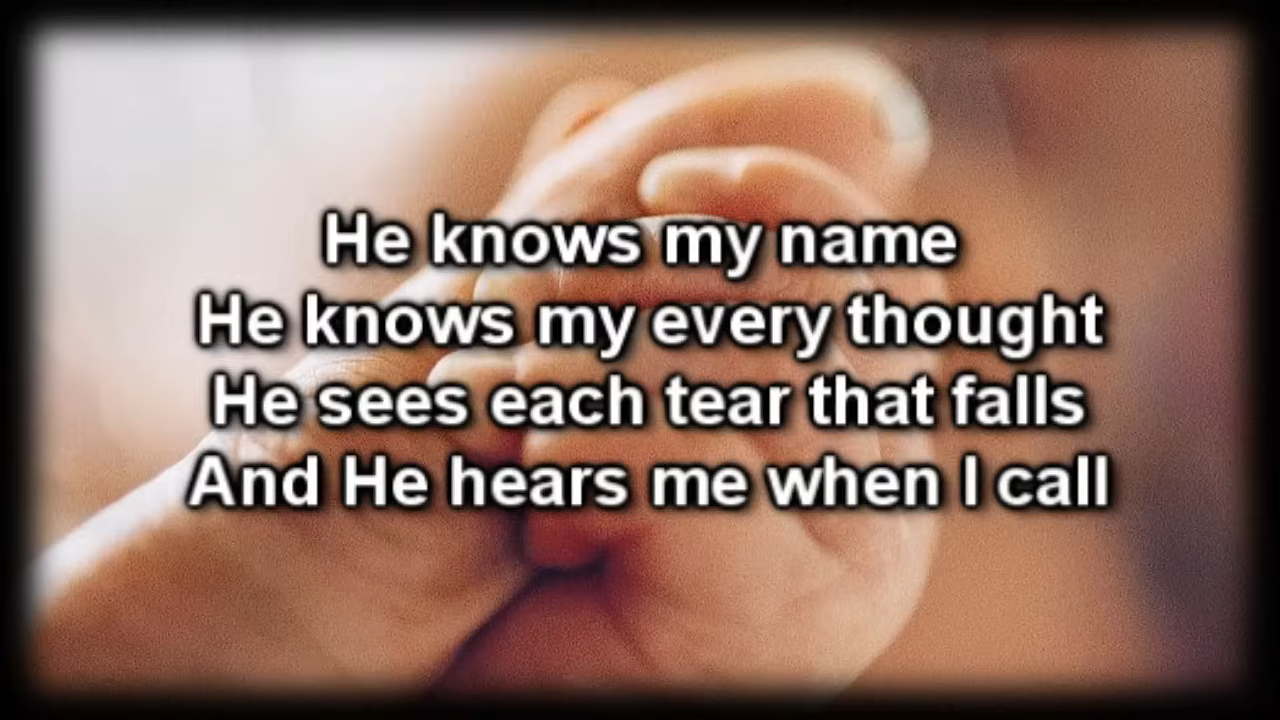 He knows my name
He knows my every thought
He sees each tear that falls
And He hears me when I call